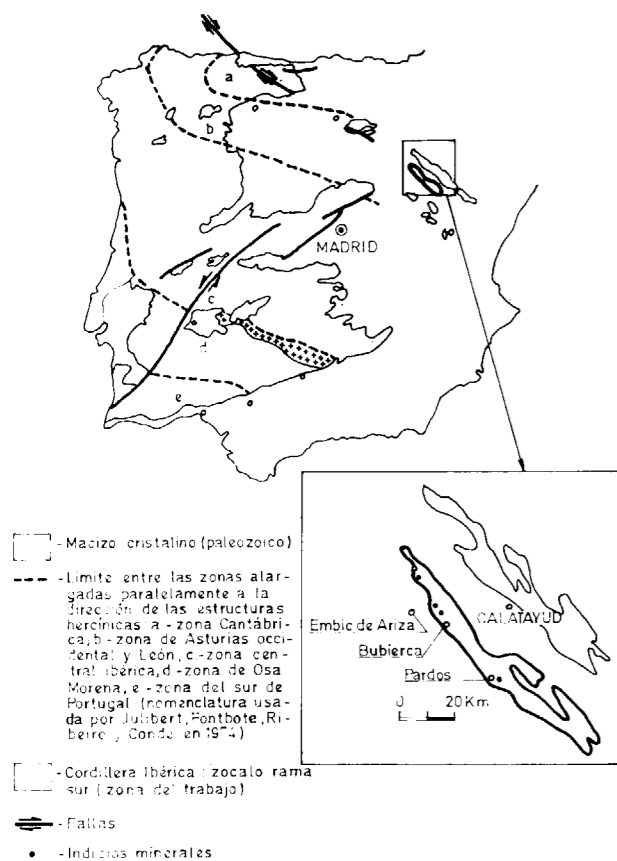 a
b
MADRID
c
d
e
CALATAYUD
Embid de Ariza
Bubierca
Pardos
0 20 Km
- Macizo cristalino (paleozoico)
- Limite entre las zonas alar-
gadas paralelamente a la
dirección de las estructuras
hercínicas: a - zona Cantábri-
ca; b - zona de Asturias occi-
dental y León, c.-zona cen-
tral ibérica, d - zona de Osa
Morena, e - zona del sur de
Portugal (nomenclatura usa-
da por Julibert, Fontbote, Ri-
beiro y Conde en 1974)
- Cordillera Ibérica: zocalo rama
sur (zona del trabajo)
- Fallas
- Indicios minerales